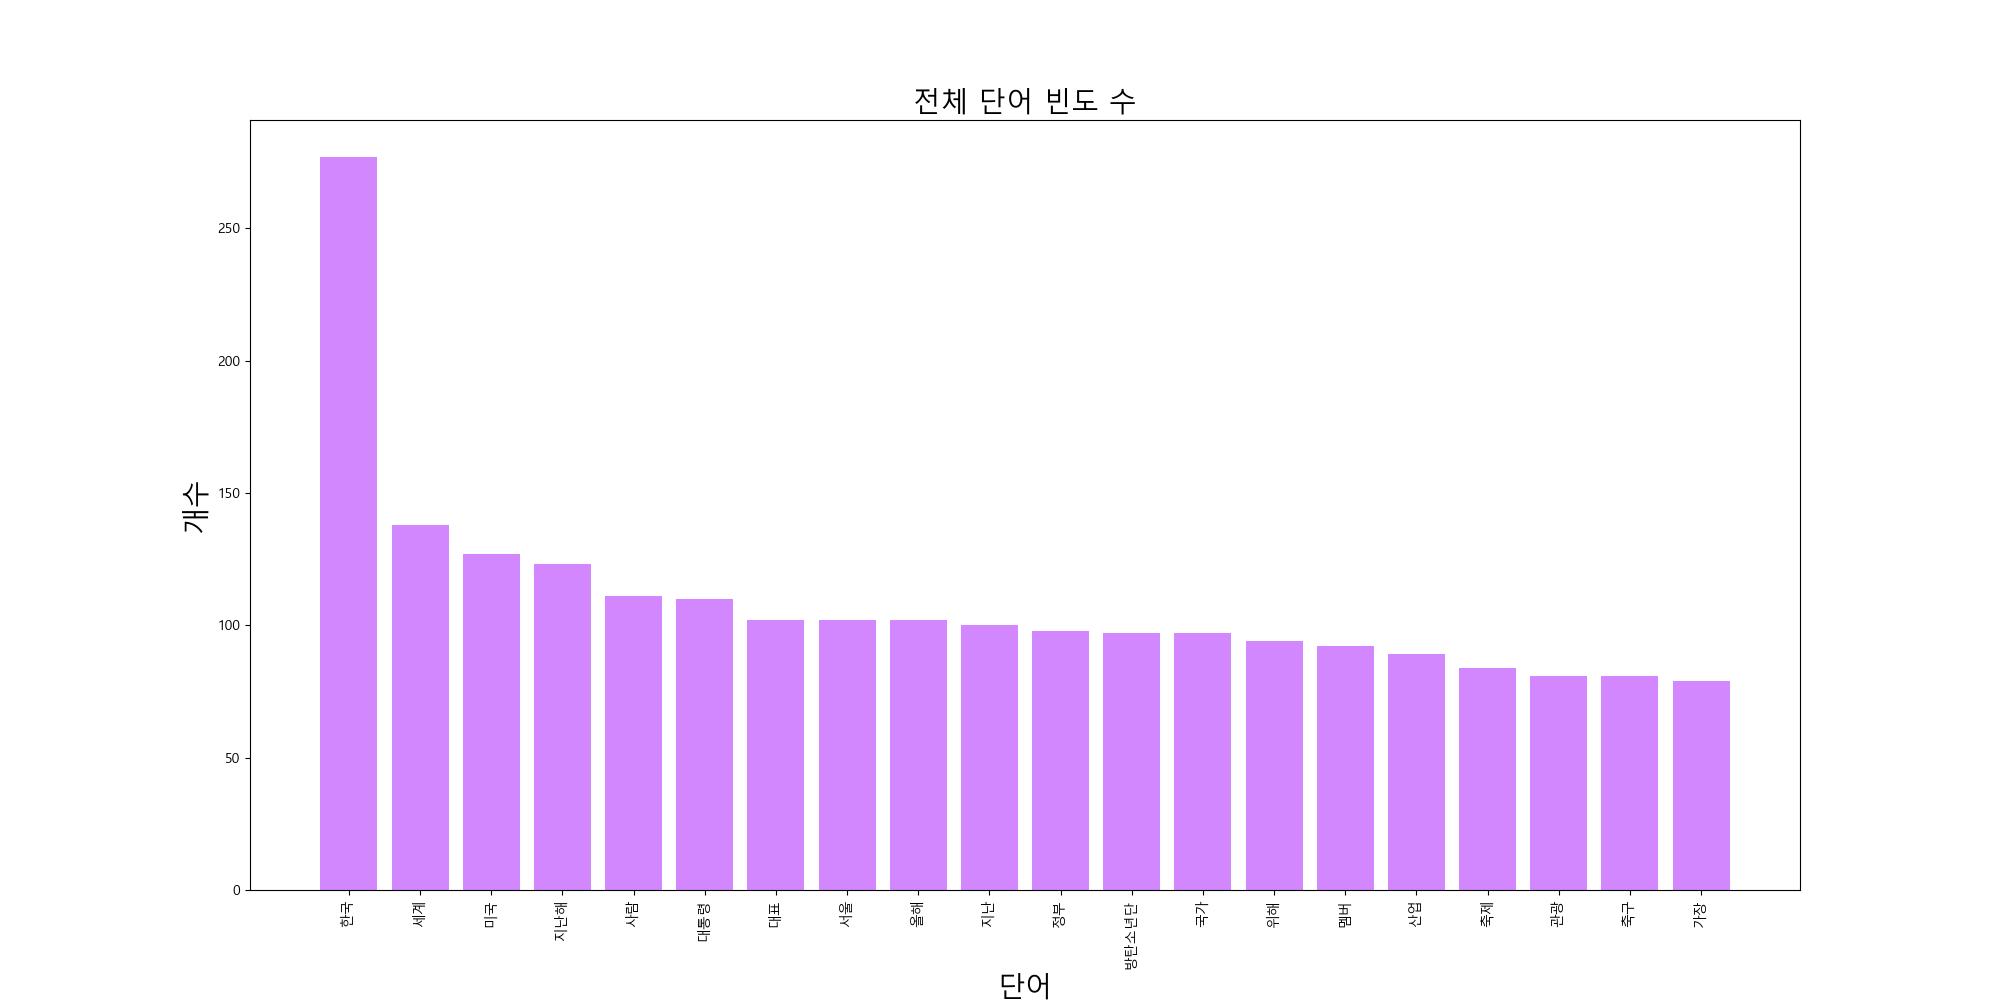 전체 단어 빈도 수
개수
250
200
150
100
50
0
한국
세계
미국
지난해
사람
대통령
대표
서울
올해
지난
정부
방탄소년단
국가
위해
멤버
산업
축제
관광
축구
가장
단어